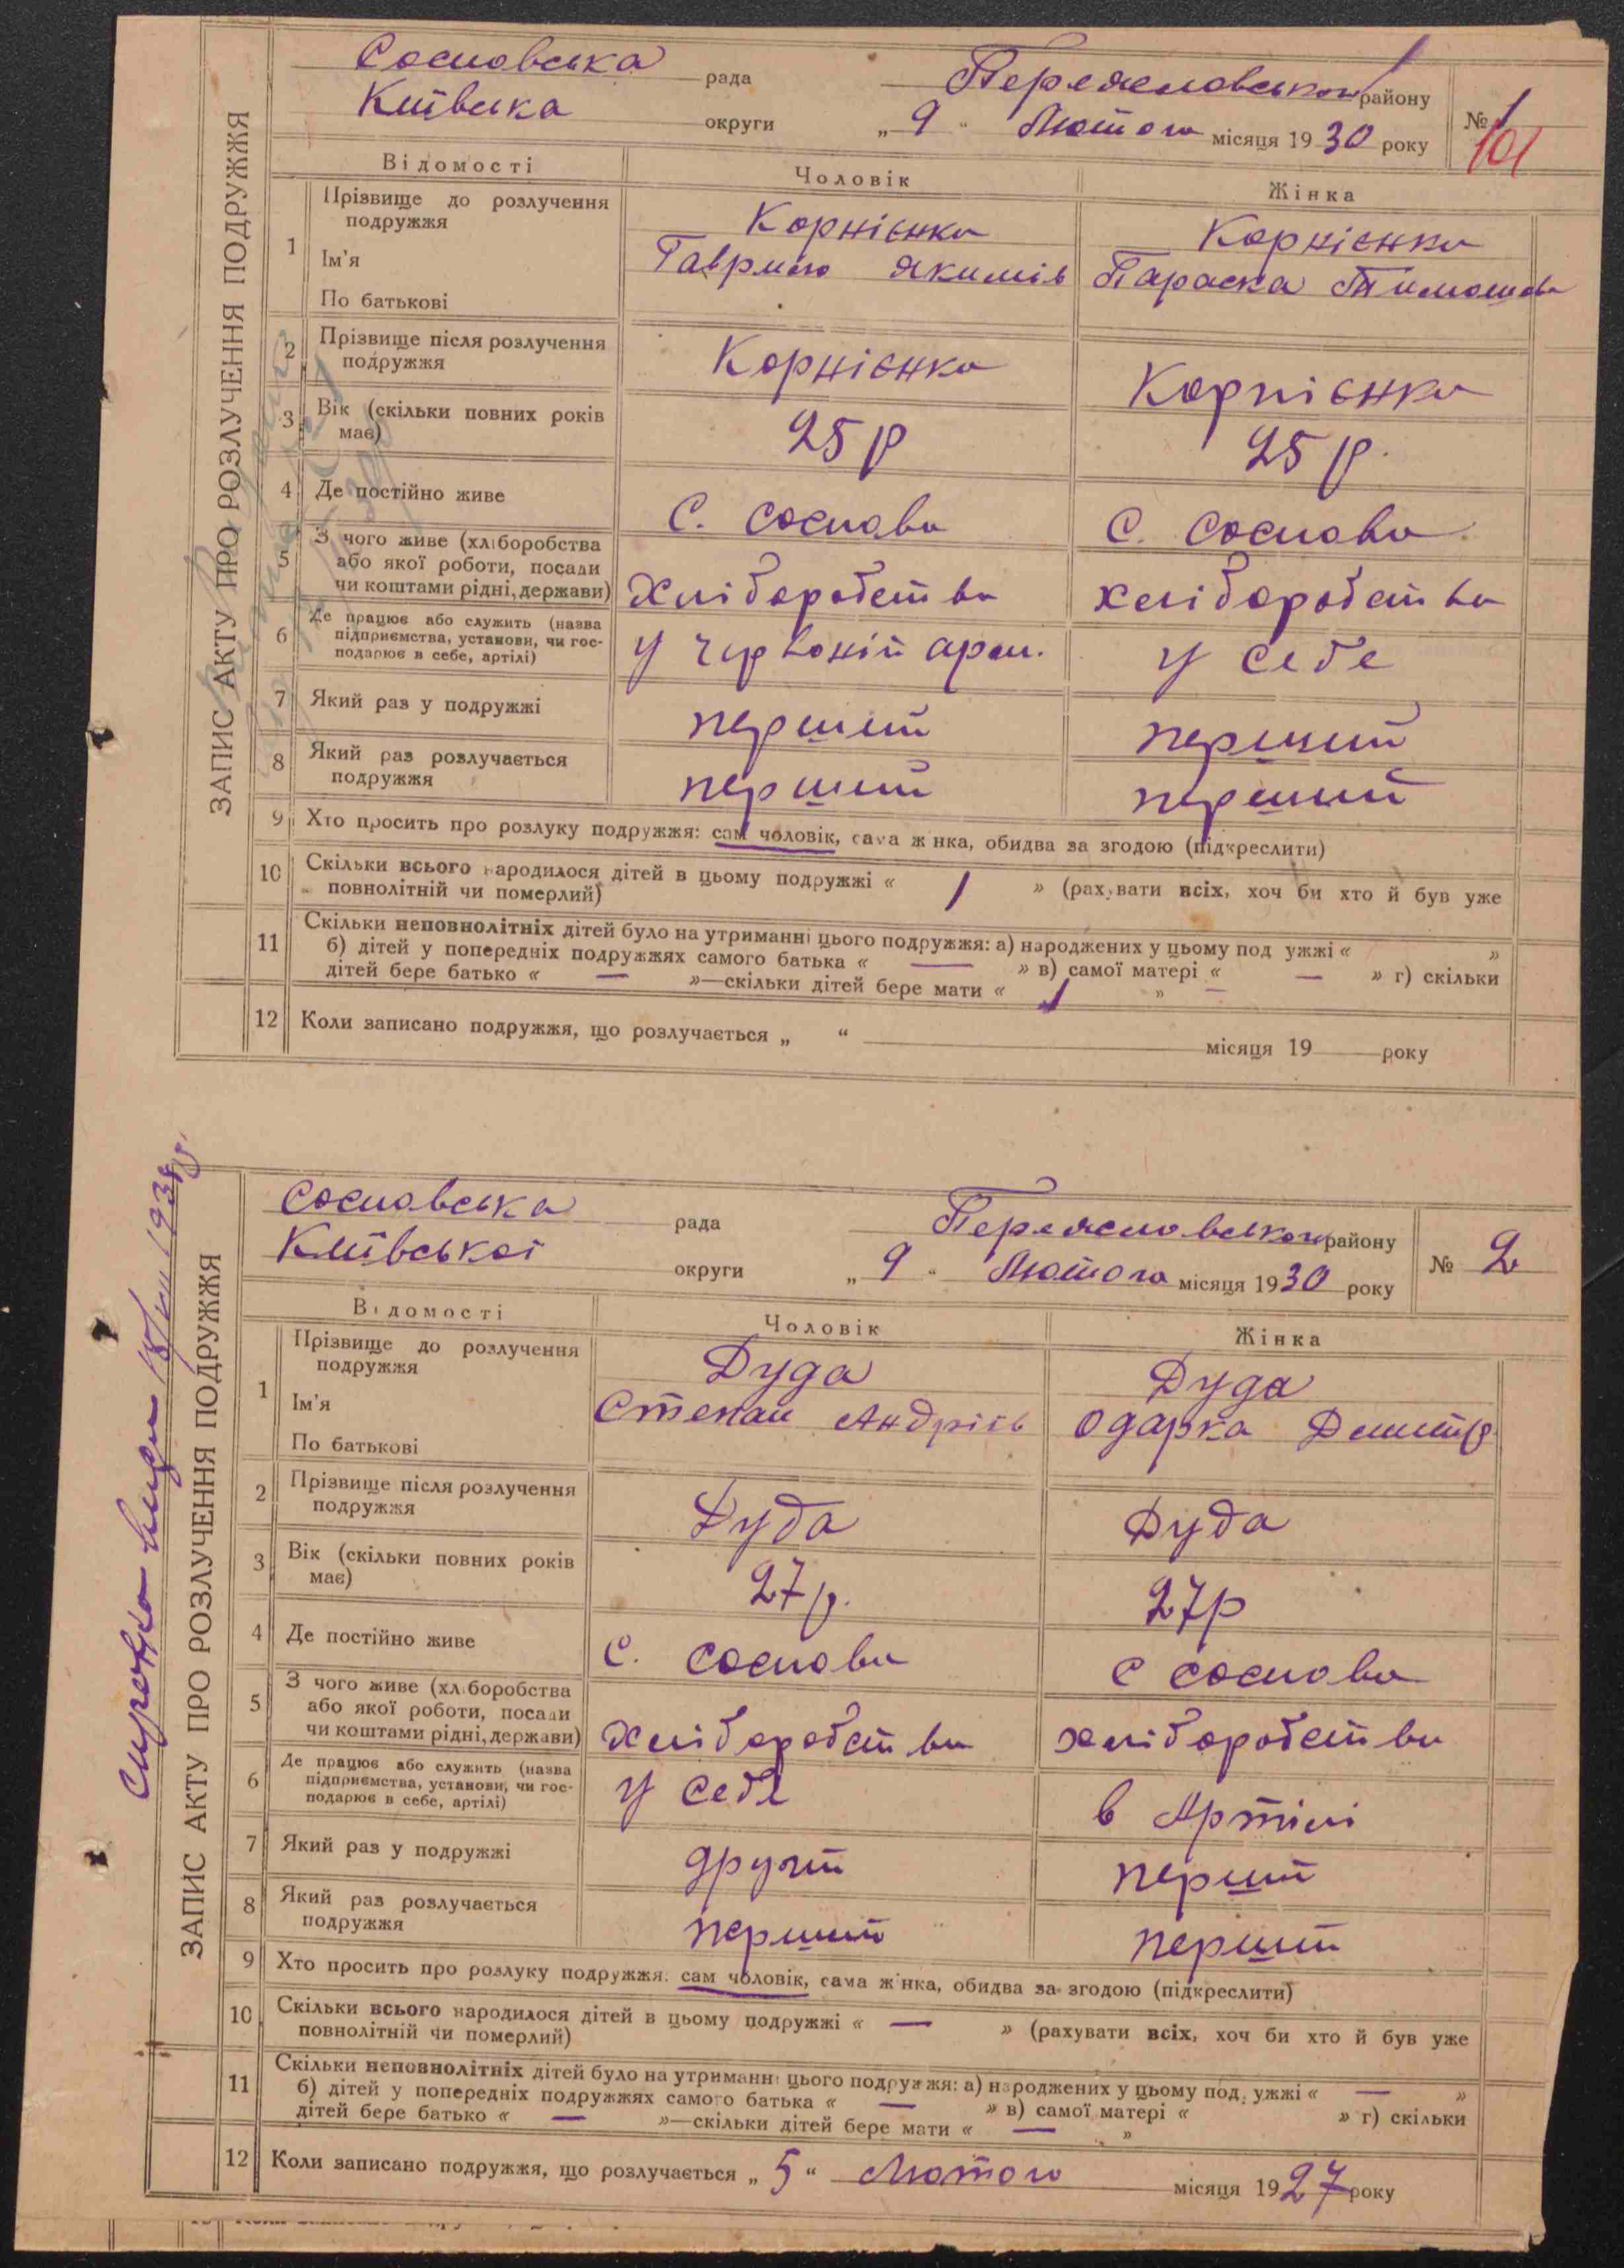 ЗАПИС АКТУ ПРО РОЗЛУЧЕННЯ ПОДРУЖЖЯ
Сосновська рада Переяславського району № 1
101
Київська округи „ 9 “ Лютого місяця 1930 року
Відомості Чоловік Жінка
1 Прізвище до розлучення подружжя Корнієнко Корнієнко
Ім'я Гаврило Якимів Параска Тимошова
По батькові
2 Прізвище після розлучення подружжя Корнієнко Корнієнко
3 Вік (скільки повних років має) 25 р 25 р.
4 Де постійно живе С. Соснова С. Соснова
5 З чого живе (хліборобства або якої роботи, посади чи коштами рідні, держави) Хліборобства хліборобства
6 Де працює або служить (назва підприємства, установи, чи господарює в себе, артілі) у червоній арм. у себе
7 Який раз у подружжі перший перший
8 Який раз розлучається подружжя перший перший
9 Хто просить про розлуку подружжя: сам чоловік, сама жінка, обидва за згодою (підкреслити)
10 Скільки всього народилося дітей в цьому подружжі « 1 » (рахувати всіх, хоч би хто й був уже
повнолітній чи померлий)
11 Скільки неповнолітніх дітей було на утриманні цього подружжя: а) народжених у цьому подружжі « »
б) дітей у попередніх подружжях самого батька « — » в) самої матері « — » г) скільки
дітей бере батько « — »—скільки дітей бере мати « 1 »
12 Коли записано подружжя, що розлучається „ “ місяця 19 року
ЗАПИС АКТУ ПРО РОЗЛУЧЕННЯ ПОДРУЖЖЯ
Сосновська рада Переяславського району № 2
Київської округи „ 9 “ Лютого місяця 1930 року
Відомості Чоловік Жінка
1 Прізвище до розлучення подружжя Дуда Дуда
Ім'я Степан Андріїв Одарка Дмитр
По батькові
2 Прізвище після розлучення подружжя Дуда Дуда
3 Вік (скільки повних років має) 27 р. 27 р
4 Де постійно живе С. Соснова С Соснова
5 З чого живе (хліборобства або якої роботи, посади чи коштами рідні, держави) Хліборобства хліборобства
6 Де працює або служить (назва підприємства, установи, чи господарює в себе, артілі) у себе в Артілі
7 Який раз у подружжі другий перший
8 Який раз розлучається подружжя перший перший
9 Хто просить про розлуку подружжя: сам чоловік, сама жінка, обидва за згодою (підкреслити)
10 Скільки всього народилося дітей в цьому подружжі « — » (рахувати всіх, хоч би хто й був уже
повнолітній чи померлий)
11 Скільки неповнолітніх дітей було на утриманні цього подружжя: а) народжених у цьому подружжі « — »
б) дітей у попередніх подружжях самого батька « — » в) самої матері « » г) скільки
дітей бере батько « — »—скільки дітей бере мати « — »
12 Коли записано подружжя, що розлучається „ 5 “ Лютого місяця 1927 року